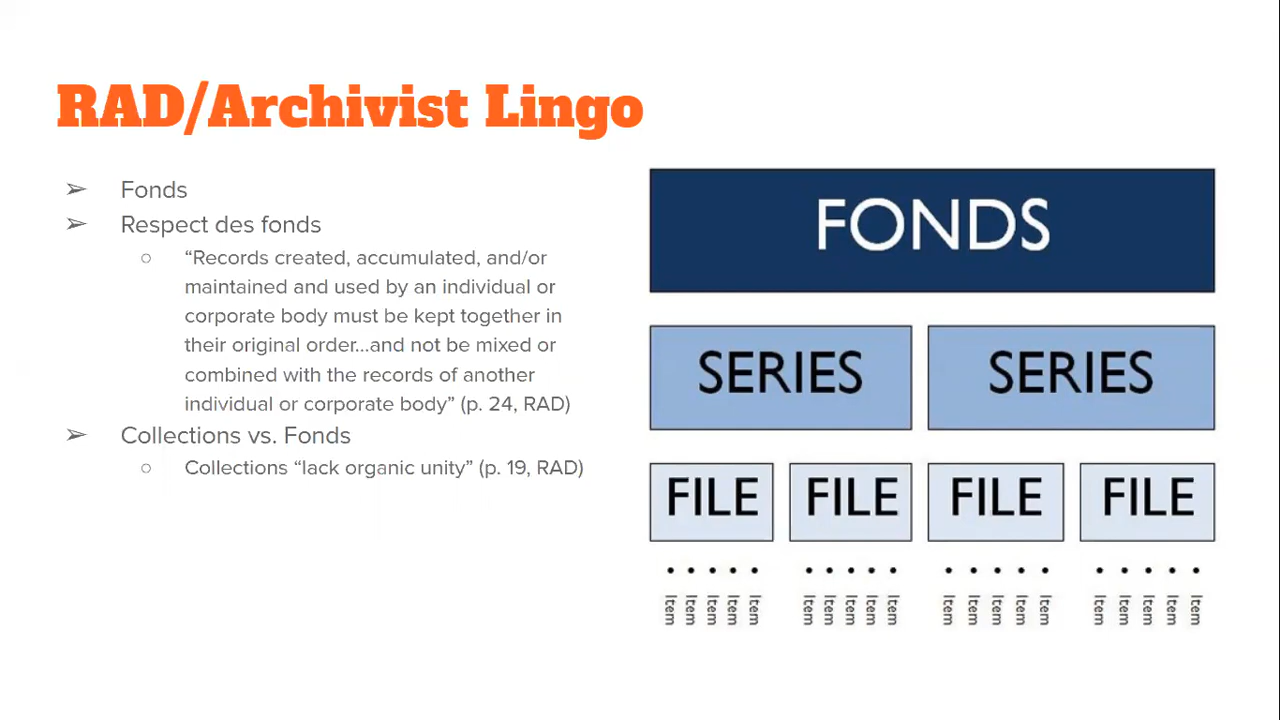 RAD/Archivist Lingo
➢ Fonds
➢ Respect des fonds
○ “Records created, accumulated, and/or
maintained and used by an individual or
corporate body must be kept together in
their original order...and not be mixed or
combined with the records of another
individual or corporate body” (p. 24, RAD)
➢ Collections vs. Fonds
○ Collections “lack organic unity” (p. 19, RAD)
FONDS
SERIES SERIES
FILE FILE FILE FILE
Item Item Item Item Item Item Item Item Item Item Item Item Item Item Item Item Item Item Item Item